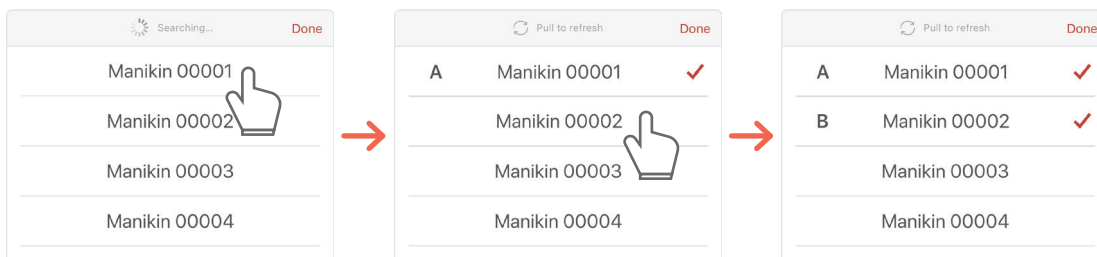 Searching... Done
Manikin 00001
Manikin 00002
Manikin 00003
Manikin 00004
Pull to refresh Done
A Manikin 00001
Manikin 00002
Manikin 00003
Manikin 00004
Pull to refresh Done
A Manikin 00001
B Manikin 00002
Manikin 00003
Manikin 00004